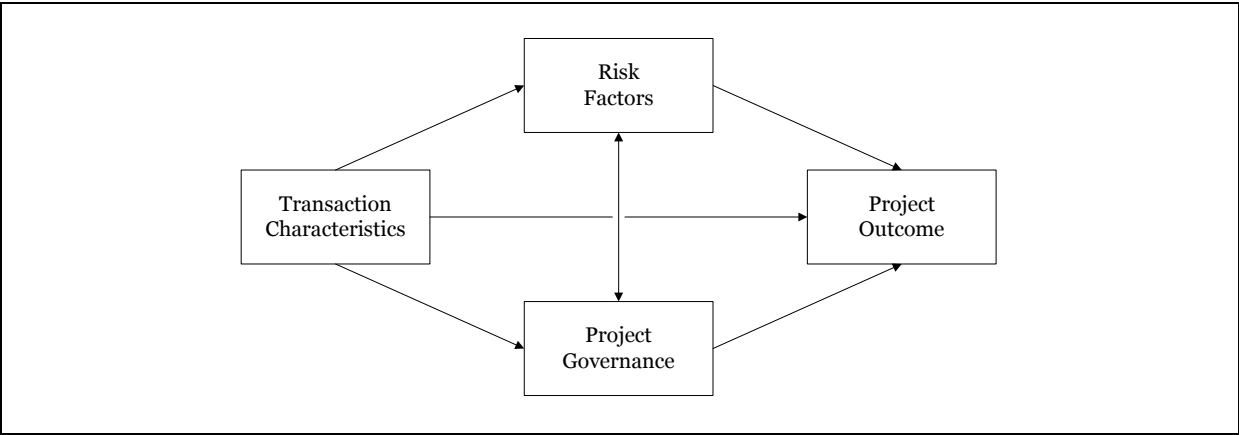 Risk
Factors
Transaction
Characteristics
Project
Outcome
Project
Governance